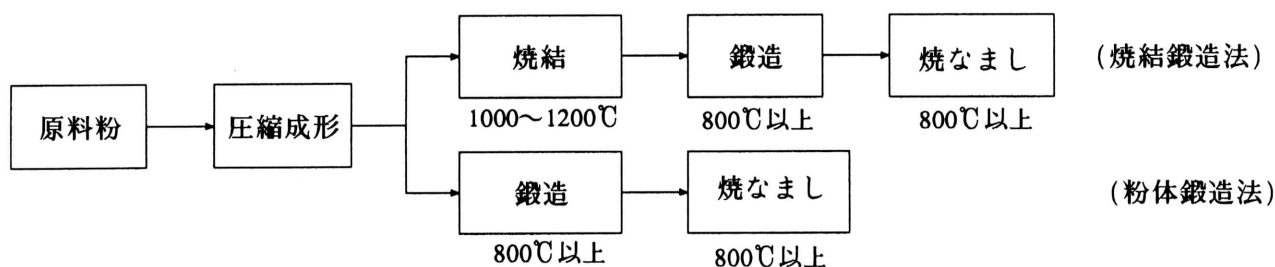 原料粉
圧縮成形
焼結
1000〜1200℃
鍛造
800℃以上
焼なまし
800℃以上
(焼結鍛造法)
鍛造
800℃以上
焼なまし
800℃以上
(粉体鍛造法)